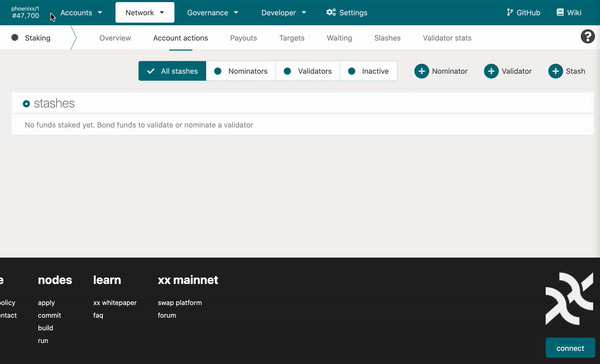 phoenixx/1
#47,700
Accounts
Network
Governance
Developer
Settings
GitHub
Wiki
Staking
Overview
Account actions
Payouts
Targets
Waiting
Slashes
Validator stats
All stashes
Nominators
Validators
Inactive
Nominator
Validator
Stash
stashes
No funds staked yet. Bond funds to validate or nominate a validator
e
nodes
learn
xx mainnet
olicy
apply
xx whitepaper
swap platform
ntact
commit
faq
forum
build
run
connect